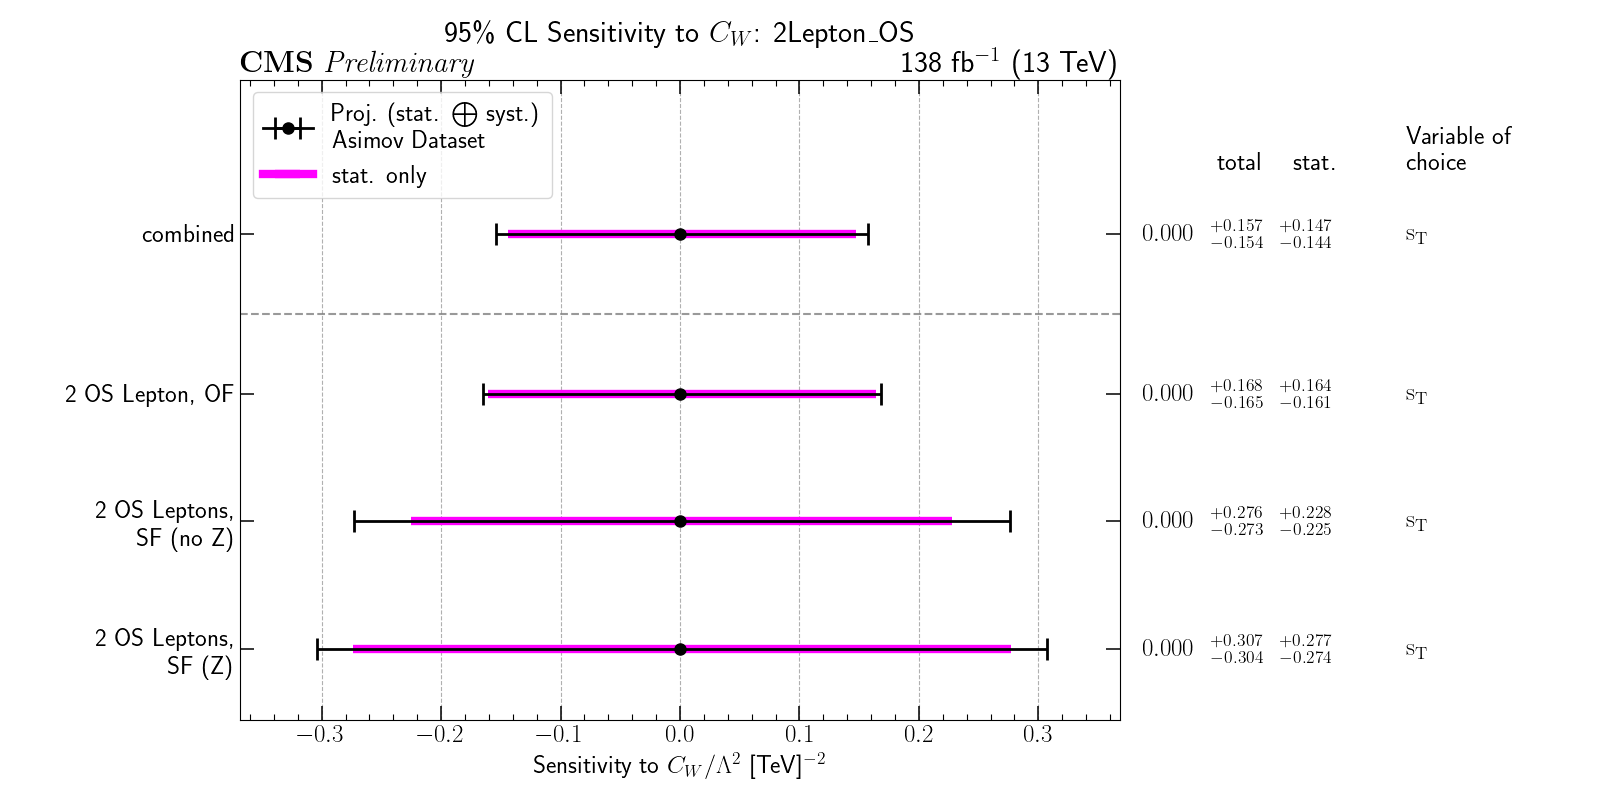 95% CL Sensitivity to C_W: 2Lepton_OS
CMS Preliminary 138 fb⁻¹ (13 TeV)
Proj. (stat. ⨁ syst.)
Asimov Dataset
stat. only
Variable of
total stat. choice
combined 0.000 +0.157 −0.154 +0.147 −0.144 s_T
2 OS Lepton, OF 0.000 +0.168 −0.165 +0.164 −0.161 s_T
2 OS Leptons,
SF (no Z) 0.000 +0.276 −0.273 +0.228 −0.225 s_T
2 OS Leptons,
SF (Z) 0.000 +0.307 −0.304 +0.277 −0.274 s_T
−0.3 −0.2 −0.1 0.0 0.1 0.2 0.3
Sensitivity to C_W/Λ² [TeV]⁻²